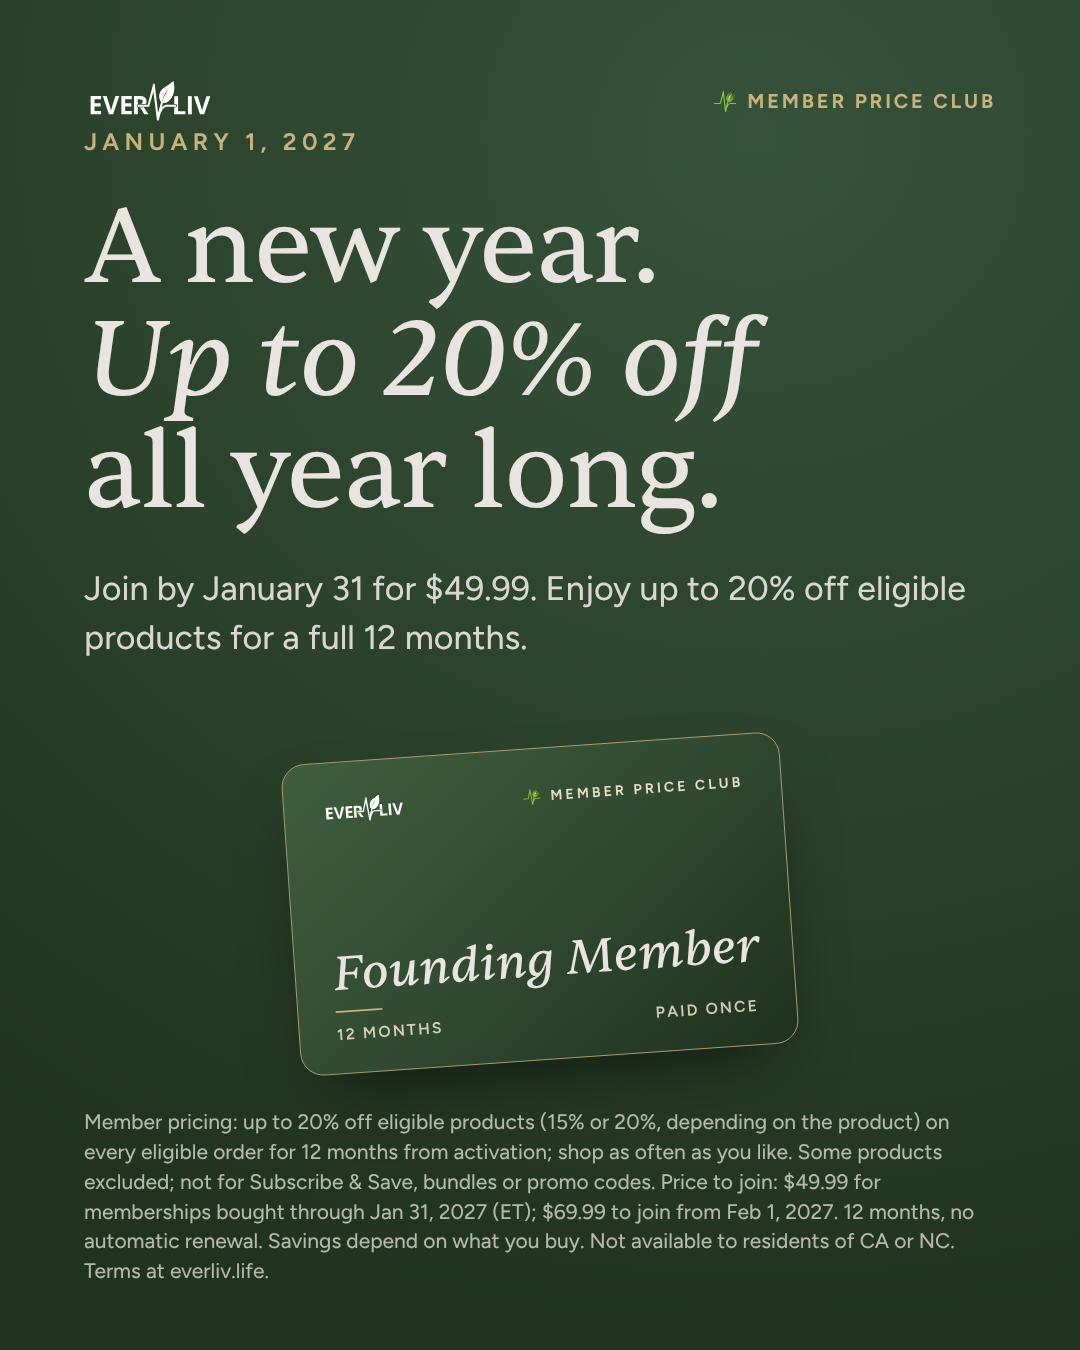 EVERLIV
MEMBER PRICE CLUB
JANUARY 1, 2027
A new year.
Up to 20% off
all year long.
Join by January 31 for $49.99. Enjoy up to 20% off eligible
products for a full 12 months.
EVERLIV
MEMBER PRICE CLUB
Founding Member
12 MONTHS
PAID ONCE
Member pricing: up to 20% off eligible products (15% or 20%, depending on the product) on
every eligible order for 12 months from activation; shop as often as you like. Some products
excluded; not for Subscribe & Save, bundles or promo codes. Price to join: $49.99 for
memberships bought through Jan 31, 2027 (ET); $69.99 to join from Feb 1, 2027. 12 months, no
automatic renewal. Savings depend on what you buy. Not available to residents of CA or NC.
Terms at everliv.life.